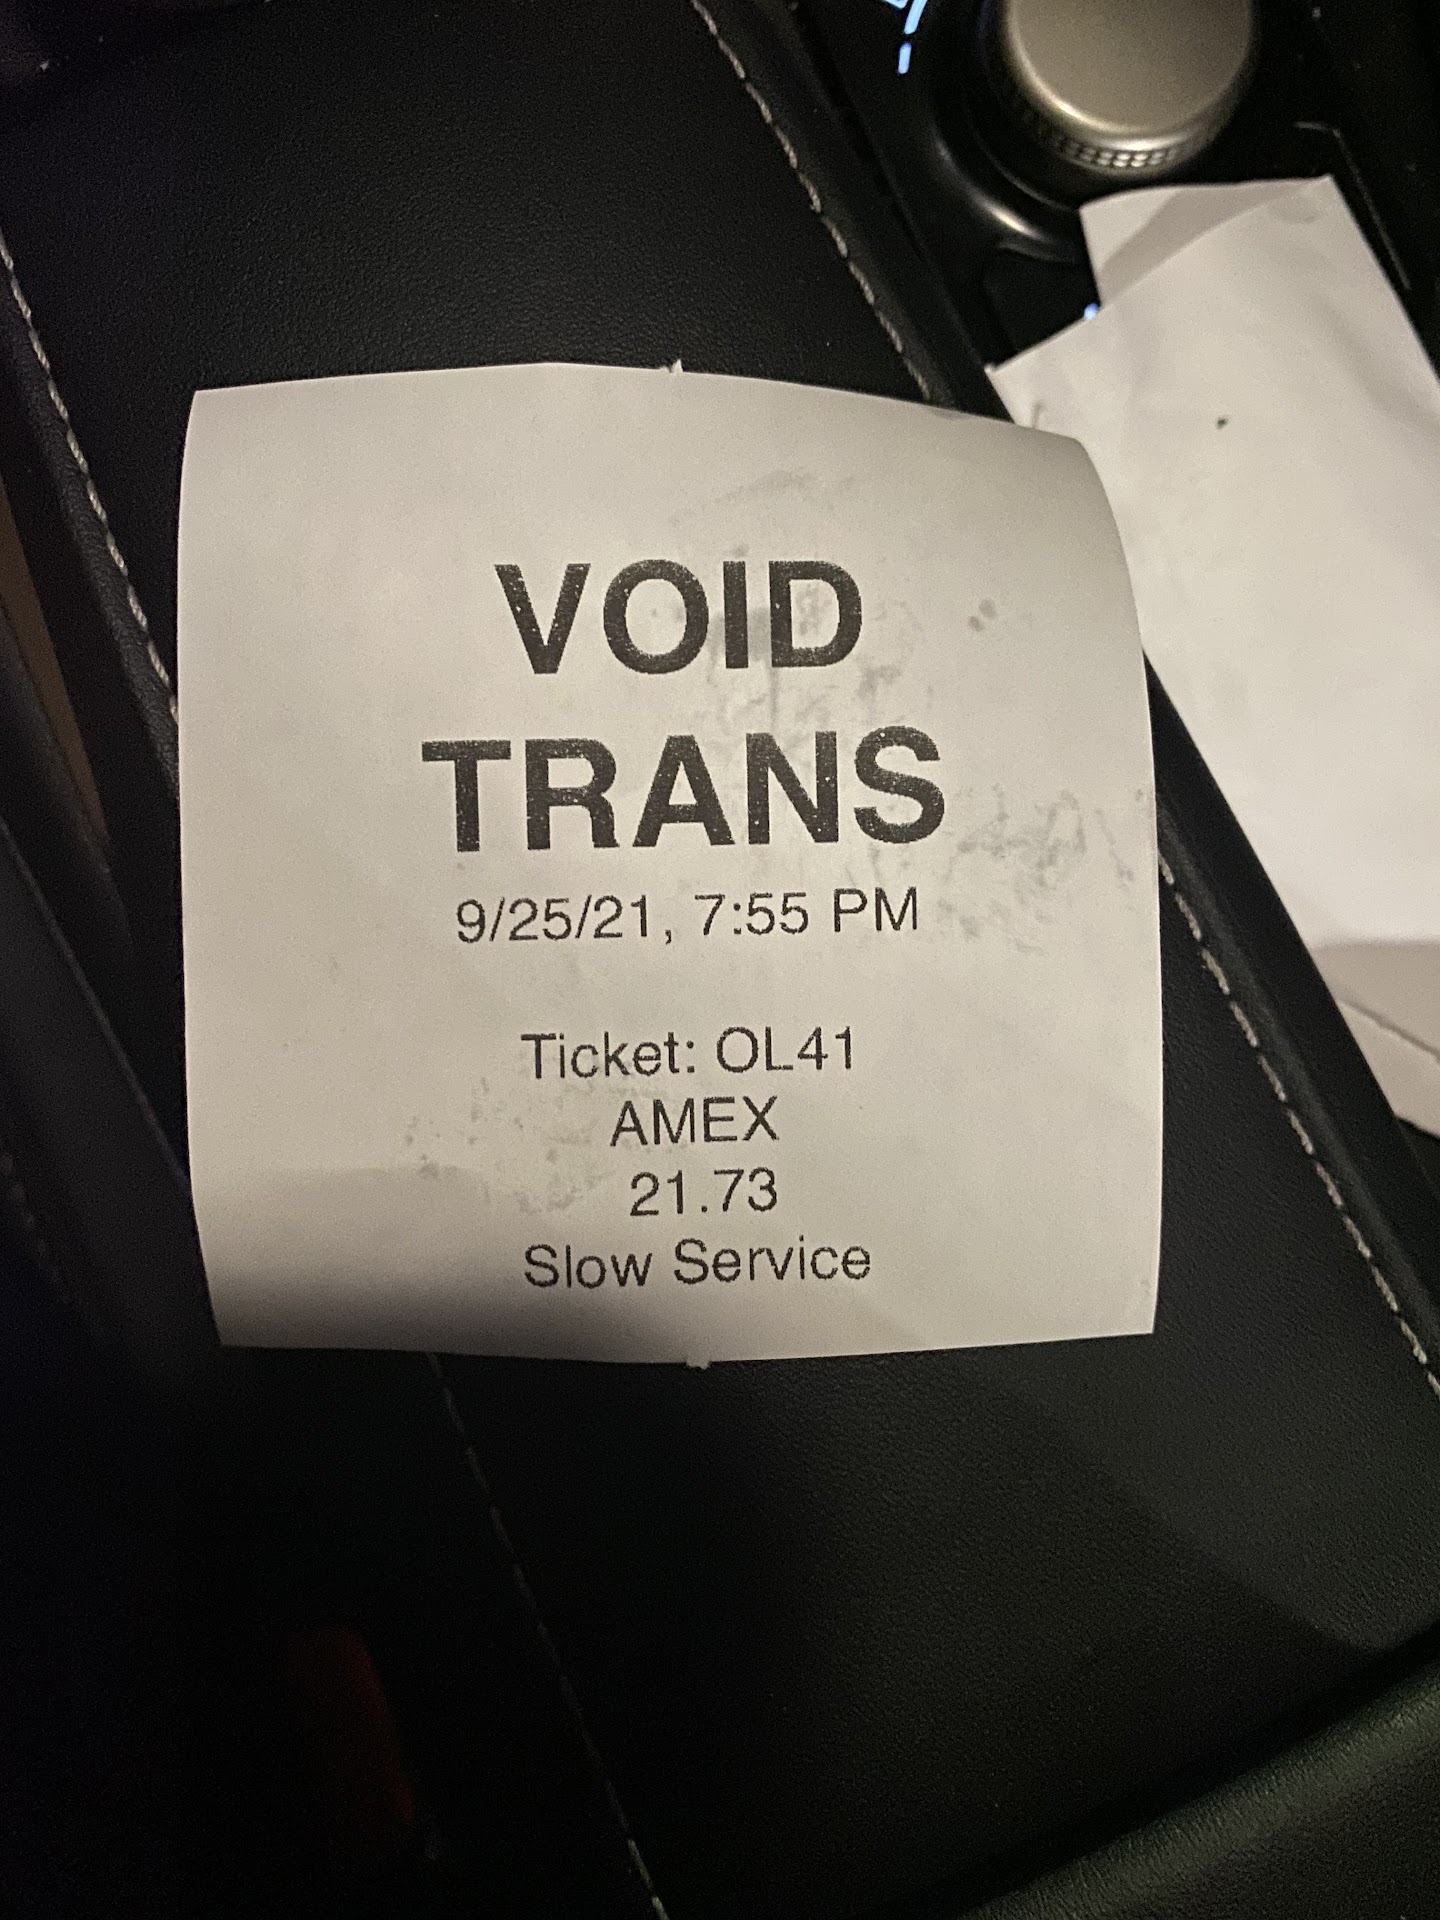 VOID
TRANS
9/25/21, 7:55 PM
Ticket: OL41
AMEX
21.73
Slow Service